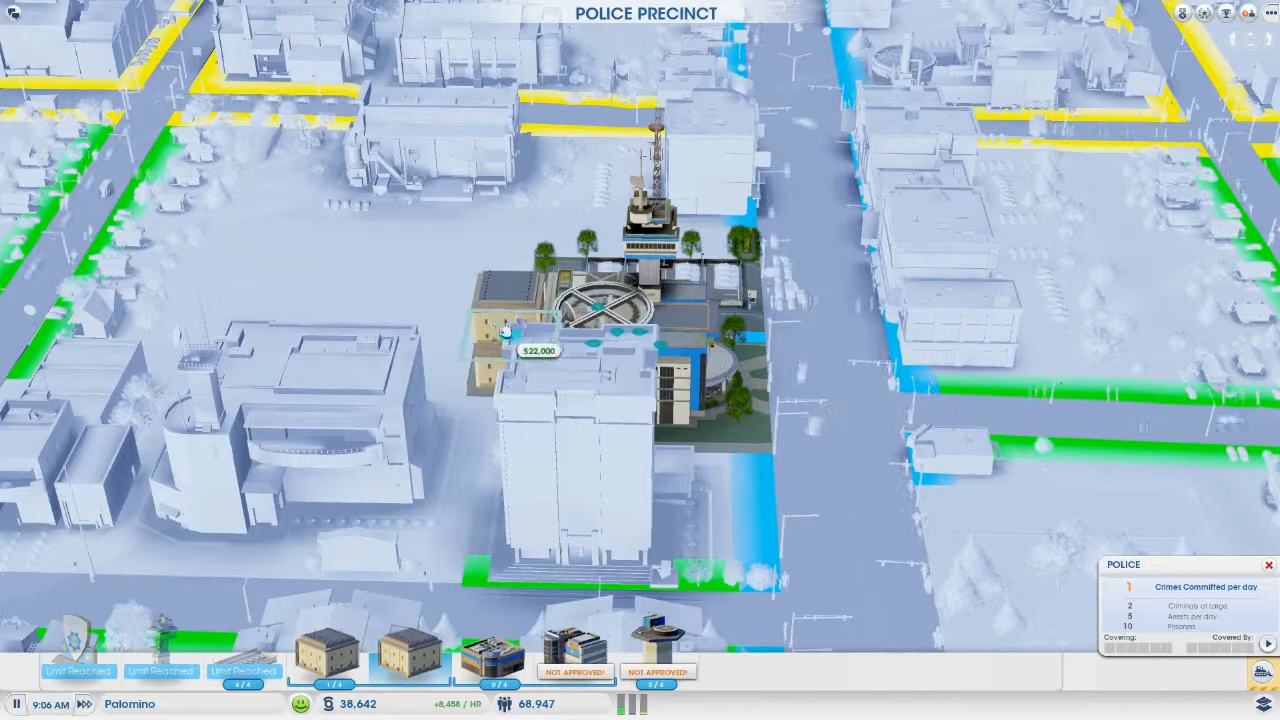 POLICE PRECINCT
$22,000
POLICE
1 Crimes Committed per day
2 Criminals at Large
5 Arrests per day
10 Prisoners
Covering: Covered By:
Limit Reached Limit Reached Limit Reached NOT APPROVED! NOT APPROVED!
4/4 1/4 0/4 0/4
9:06 AM Palomino 38,642 +8,458 / HR 68,947